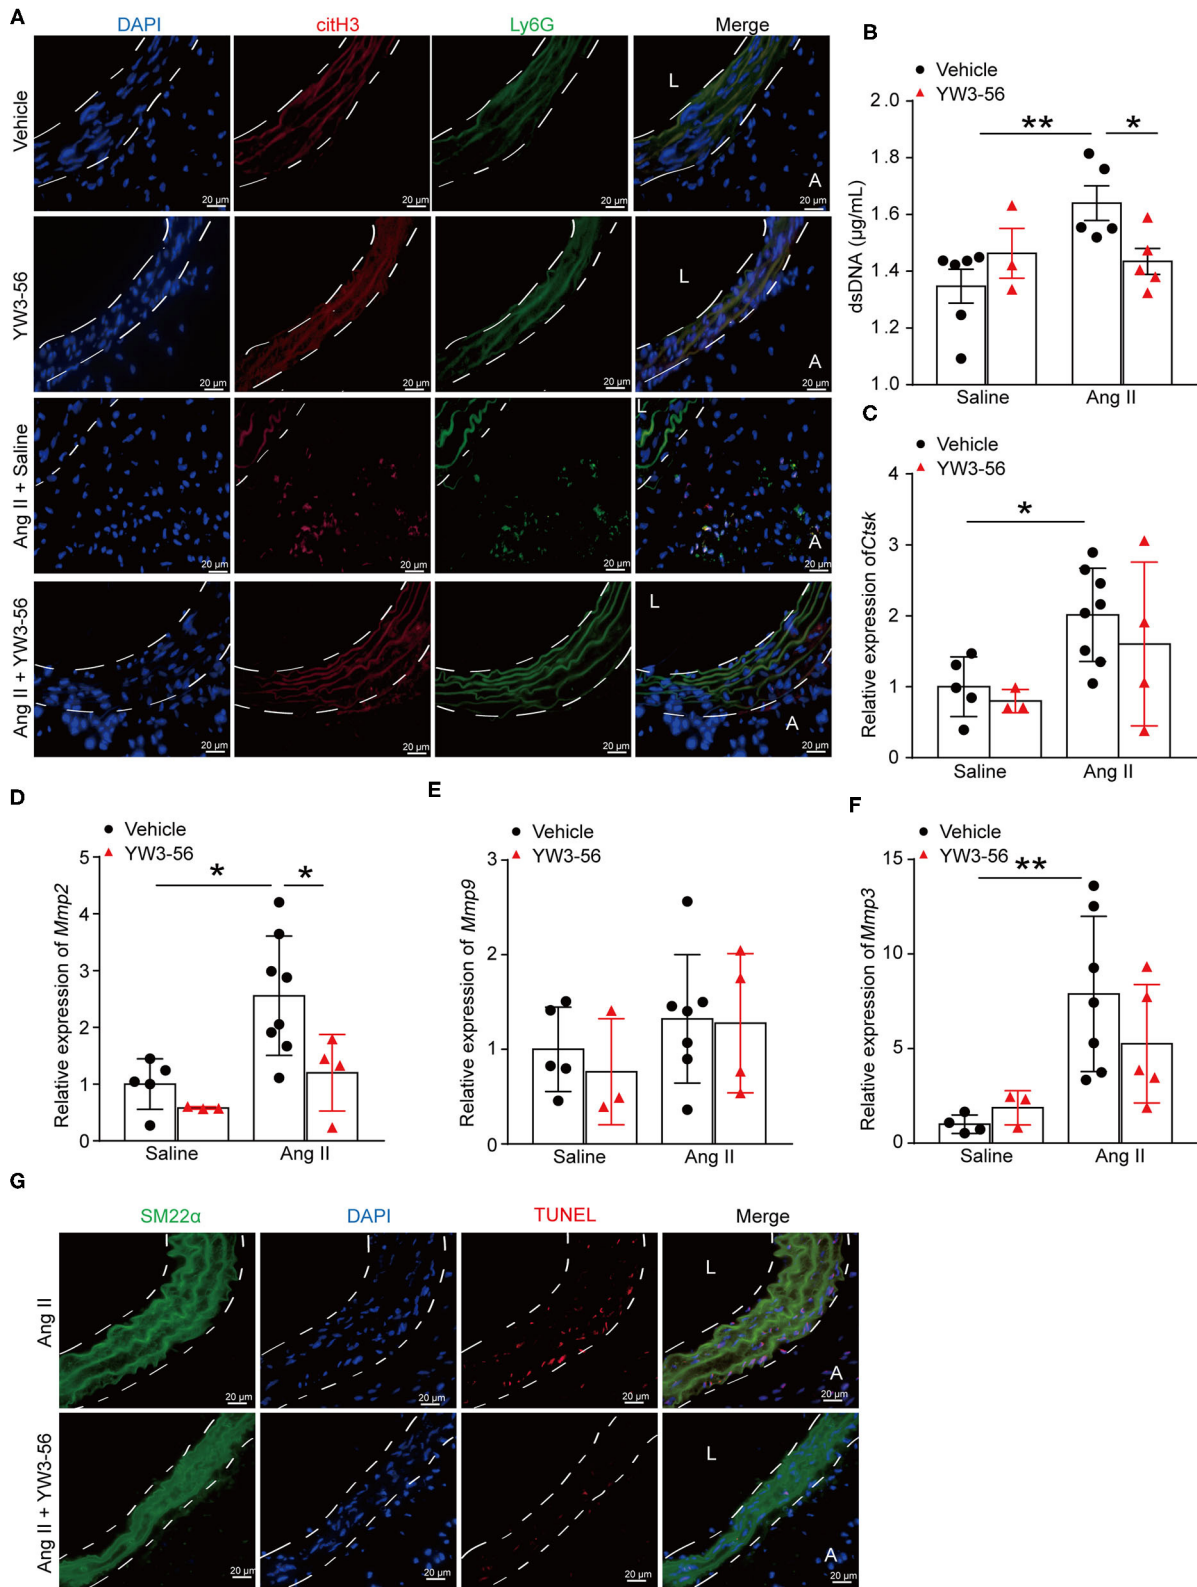 A
DAPI citH3 Ly6G Merge
Vehicle
L
A
20 µm 20 µm 20 µm 20 µm
YW3-56
L
A
20 µm 20 µm 20 µm 20 µm
Ang II + Saline
L
A
20 µm 20 µm 20 µm 20 µm
Ang II + YW3-56
L
A
20 µm 20 µm 20 µm 20 µm
B
Vehicle
YW3-56
dsDNA (µg/mL)
2.0
1.8
1.6
1.4
1.2
1.0
** *
Saline Ang II
C
Vehicle
YW3-56
Relative expression ofCtsk
4
3
2
1
0
*
Saline Ang II
D
Vehicle
YW3-56
Relative expression of Mmp2
5
4
3
2
1
0
* *
Saline Ang II
E
Vehicle
YW3-56
Relative expression of Mmp9
3
2
1
0
Saline Ang II
F
Vehicle
YW3-56
Relative expression of Mmp3
15
10
5
0
**
Saline Ang II
G
SM22α DAPI TUNEL Merge
Ang II
L
A
20 µm 20 µm 20 µm 20 µm
Ang II + YW3-56
L
A
20 µm 20 µm 20 µm 20 µm